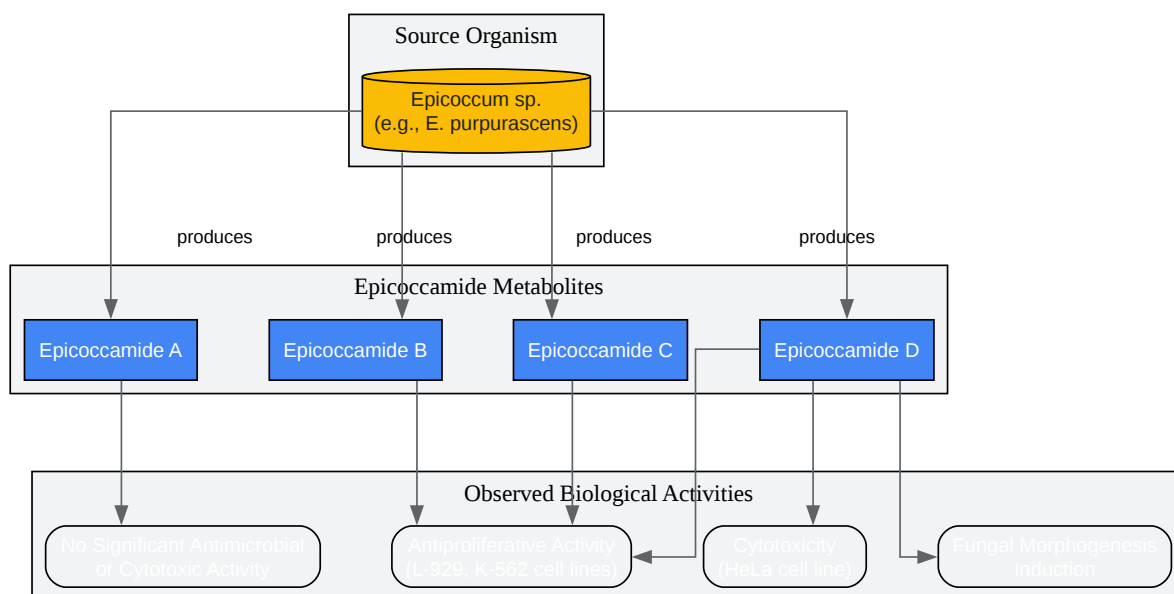 Source Organism
Epicoccum sp.
(e.g., E. purpurascens)
produces
produces
produces
produces
Epicoccamide Metabolites
Epicoccamide A
Epicoccamide B
Epicoccamide C
Epicoccamide D
Observed Biological Activities
No Significant Antimicrobial
or Cytotoxic Activity
Antiproliferative Activity
(L-929, K-562 cell lines)
Cytotoxicity
(HeLa cell line)
Fungal Morphogenesis
Induction